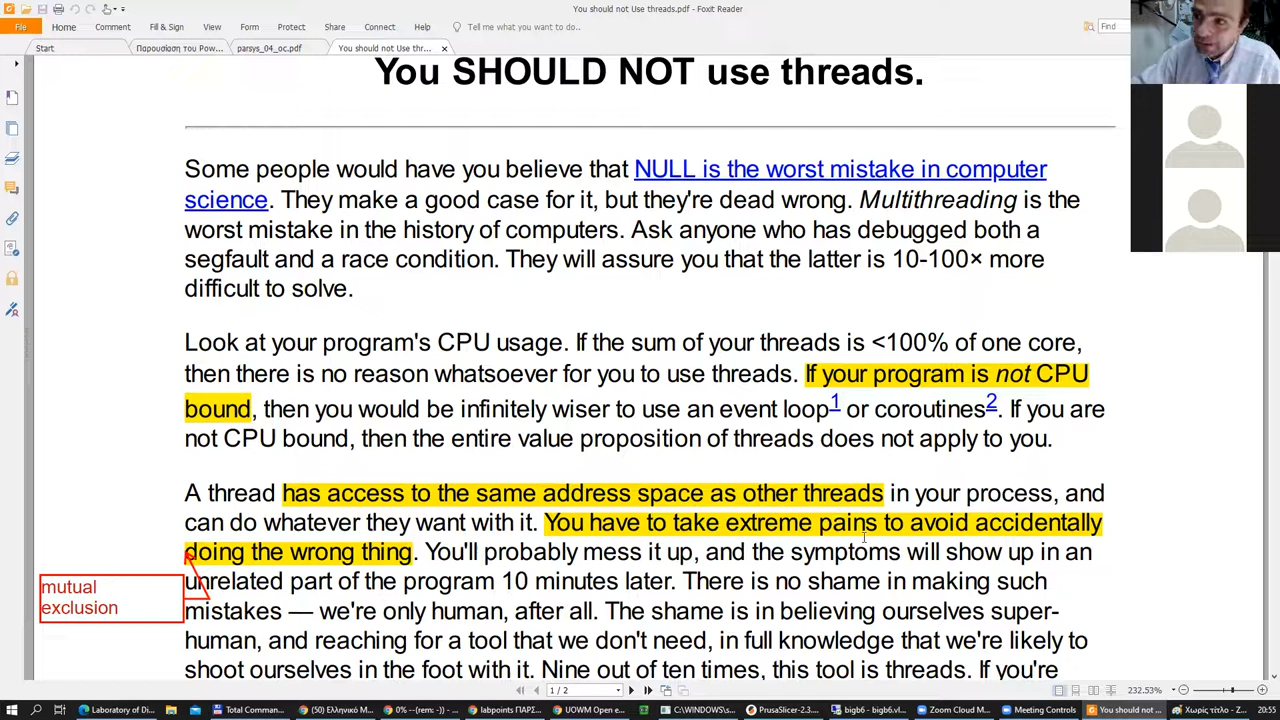 You should not Use threads.pdf - Foxit Reader
File
Home
Comment
Fill & Sign
Form
Protect
Share
Connect
Help
Tell me what you want to do..
Find
Start
Παρουσίαση του Pow...
parsys_04_oc.pdf
You should not Use thr...
You SHOULD NOT use threads.
Some people would have you believe that NULL is the worst mistake in computer
science. They make a good case for it, but they're dead wrong. Multithreading is the
worst mistake in the history of computers. Ask anyone who has debugged both a
segfault and a race condition. They will assure you that the latter is 10-100× more
difficult to solve.
Look at your program's CPU usage. If the sum of your threads is <100% of one core,
then there is no reason whatsoever for you to use threads. If your program is not CPU
bound, then you would be infinitely wiser to use an event loop1 or coroutines2. If you are
not CPU bound, then the entire value proposition of threads does not apply to you.
A thread has access to the same address space as other threads in your process, and
can do whatever they want with it. You have to take extreme pains to avoid accidentally
doing the wrong thing. You'll probably mess it up, and the symptoms will show up in an
unrelated part of the program 10 minutes later. There is no shame in making such
mistakes — we're only human, after all. The shame is in believing ourselves super-
human, and reaching for a tool that we don't need, in full knowledge that we're likely to
shoot ourselves in the foot with it. Nine out of ten times, this tool is threads. If you're
mutual
exclusion
1 / 2
232.53%
Laboratory of Di...
Total Comman...
(50) Ελληνικό Μ...
0% ~(rem: -)) -...
labpoints ΠΑΡΣ...
UOWM Open e...
C:\WINDOWS\s...
PrusaSlicer-2.3....
bigb6 - bigb6.vl...
Zoom Cloud M...
Meeting Controls
You should not ...
Χωρίς τίτλο - Ζ...
20:55